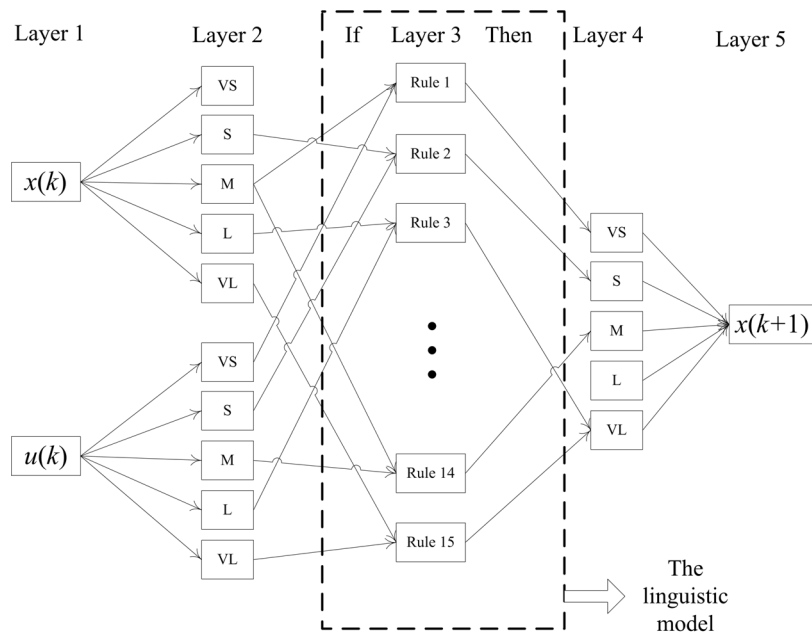 Layer 1
Layer 2
If
Layer 3
Then
Layer 4
Layer 5
x(k)
u(k)
VS
S
M
L
VL
VS
S
M
L
VL
Rule 1
Rule 2
Rule 3
Rule 14
Rule 15
VS
S
M
L
VL
x(k+1)
The
linguistic
model